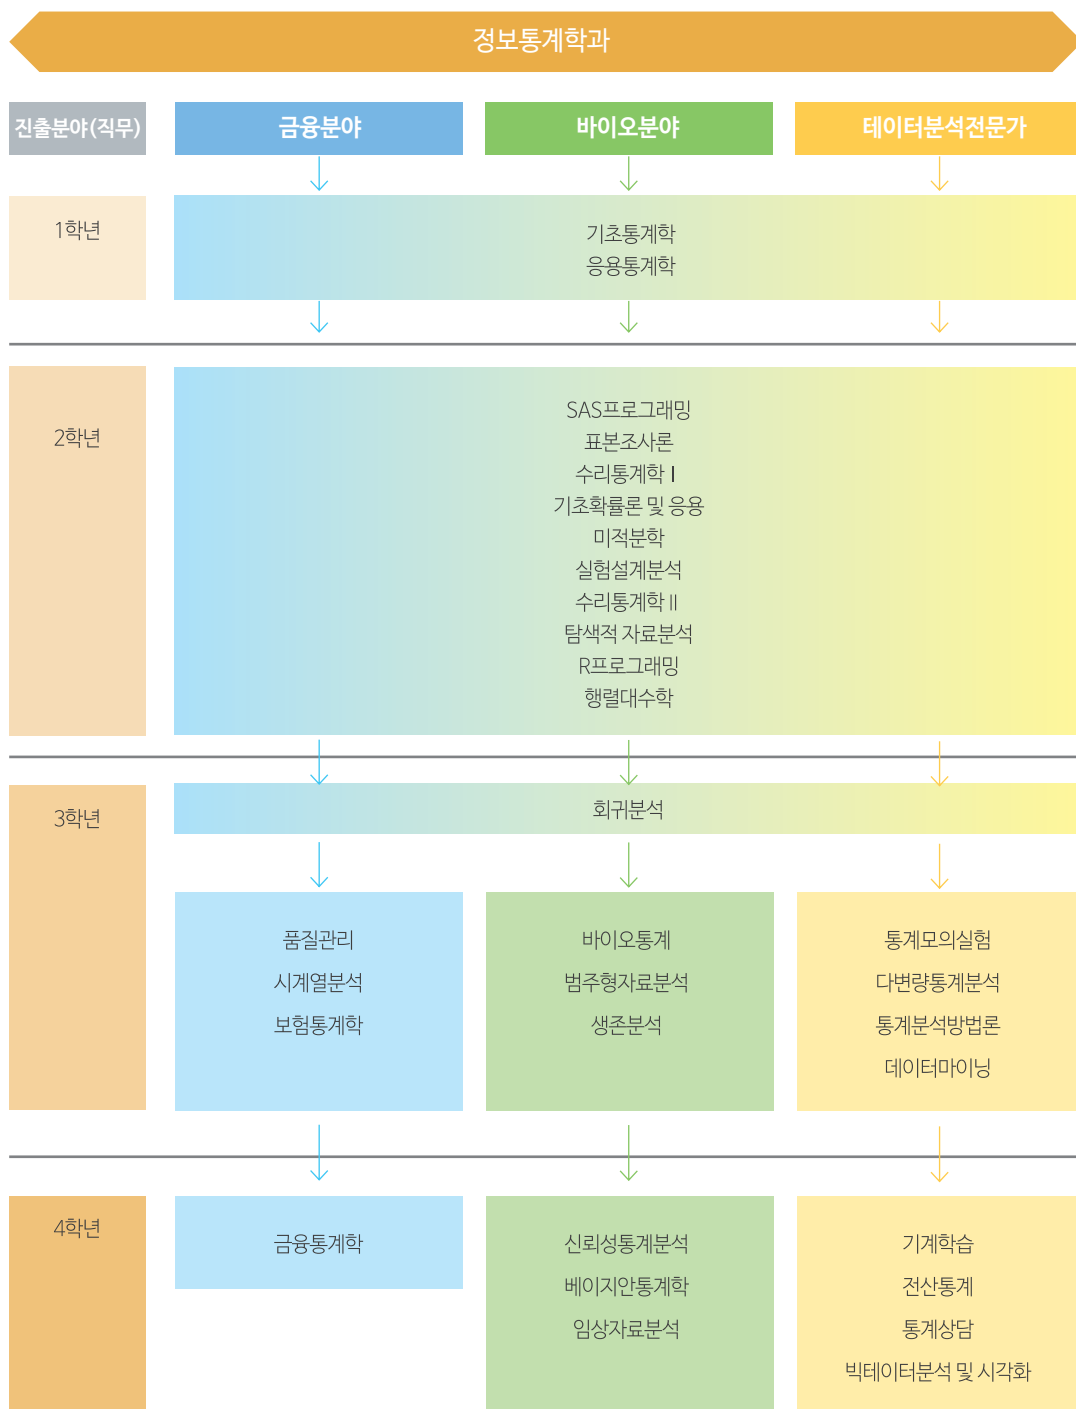 정보통계학과
진출분야(직무)
금융분야
바이오분야
테이터분석전문가
1학년
기초통계학
응용통계학
2학년
SAS프로그래밍
표본조사론
수리통계학 I
기초확률론 및 응용
미적분학
실험설계분석
수리통계학 II
탐색적 자료분석
R프로그래밍
행렬대수학
3학년
회귀분석
품질관리
시계열분석
보험통계학
바이오통계
범주형자료분석
생존분석
통계모의실험
다변량통계분석
통계분석방법론
데이터마이닝
4학년
금융통계학
신뢰성통계분석
베이지안통계학
임상자료분석
기계학습
전산통계
통계상담
빅테이터분석 및 시각화